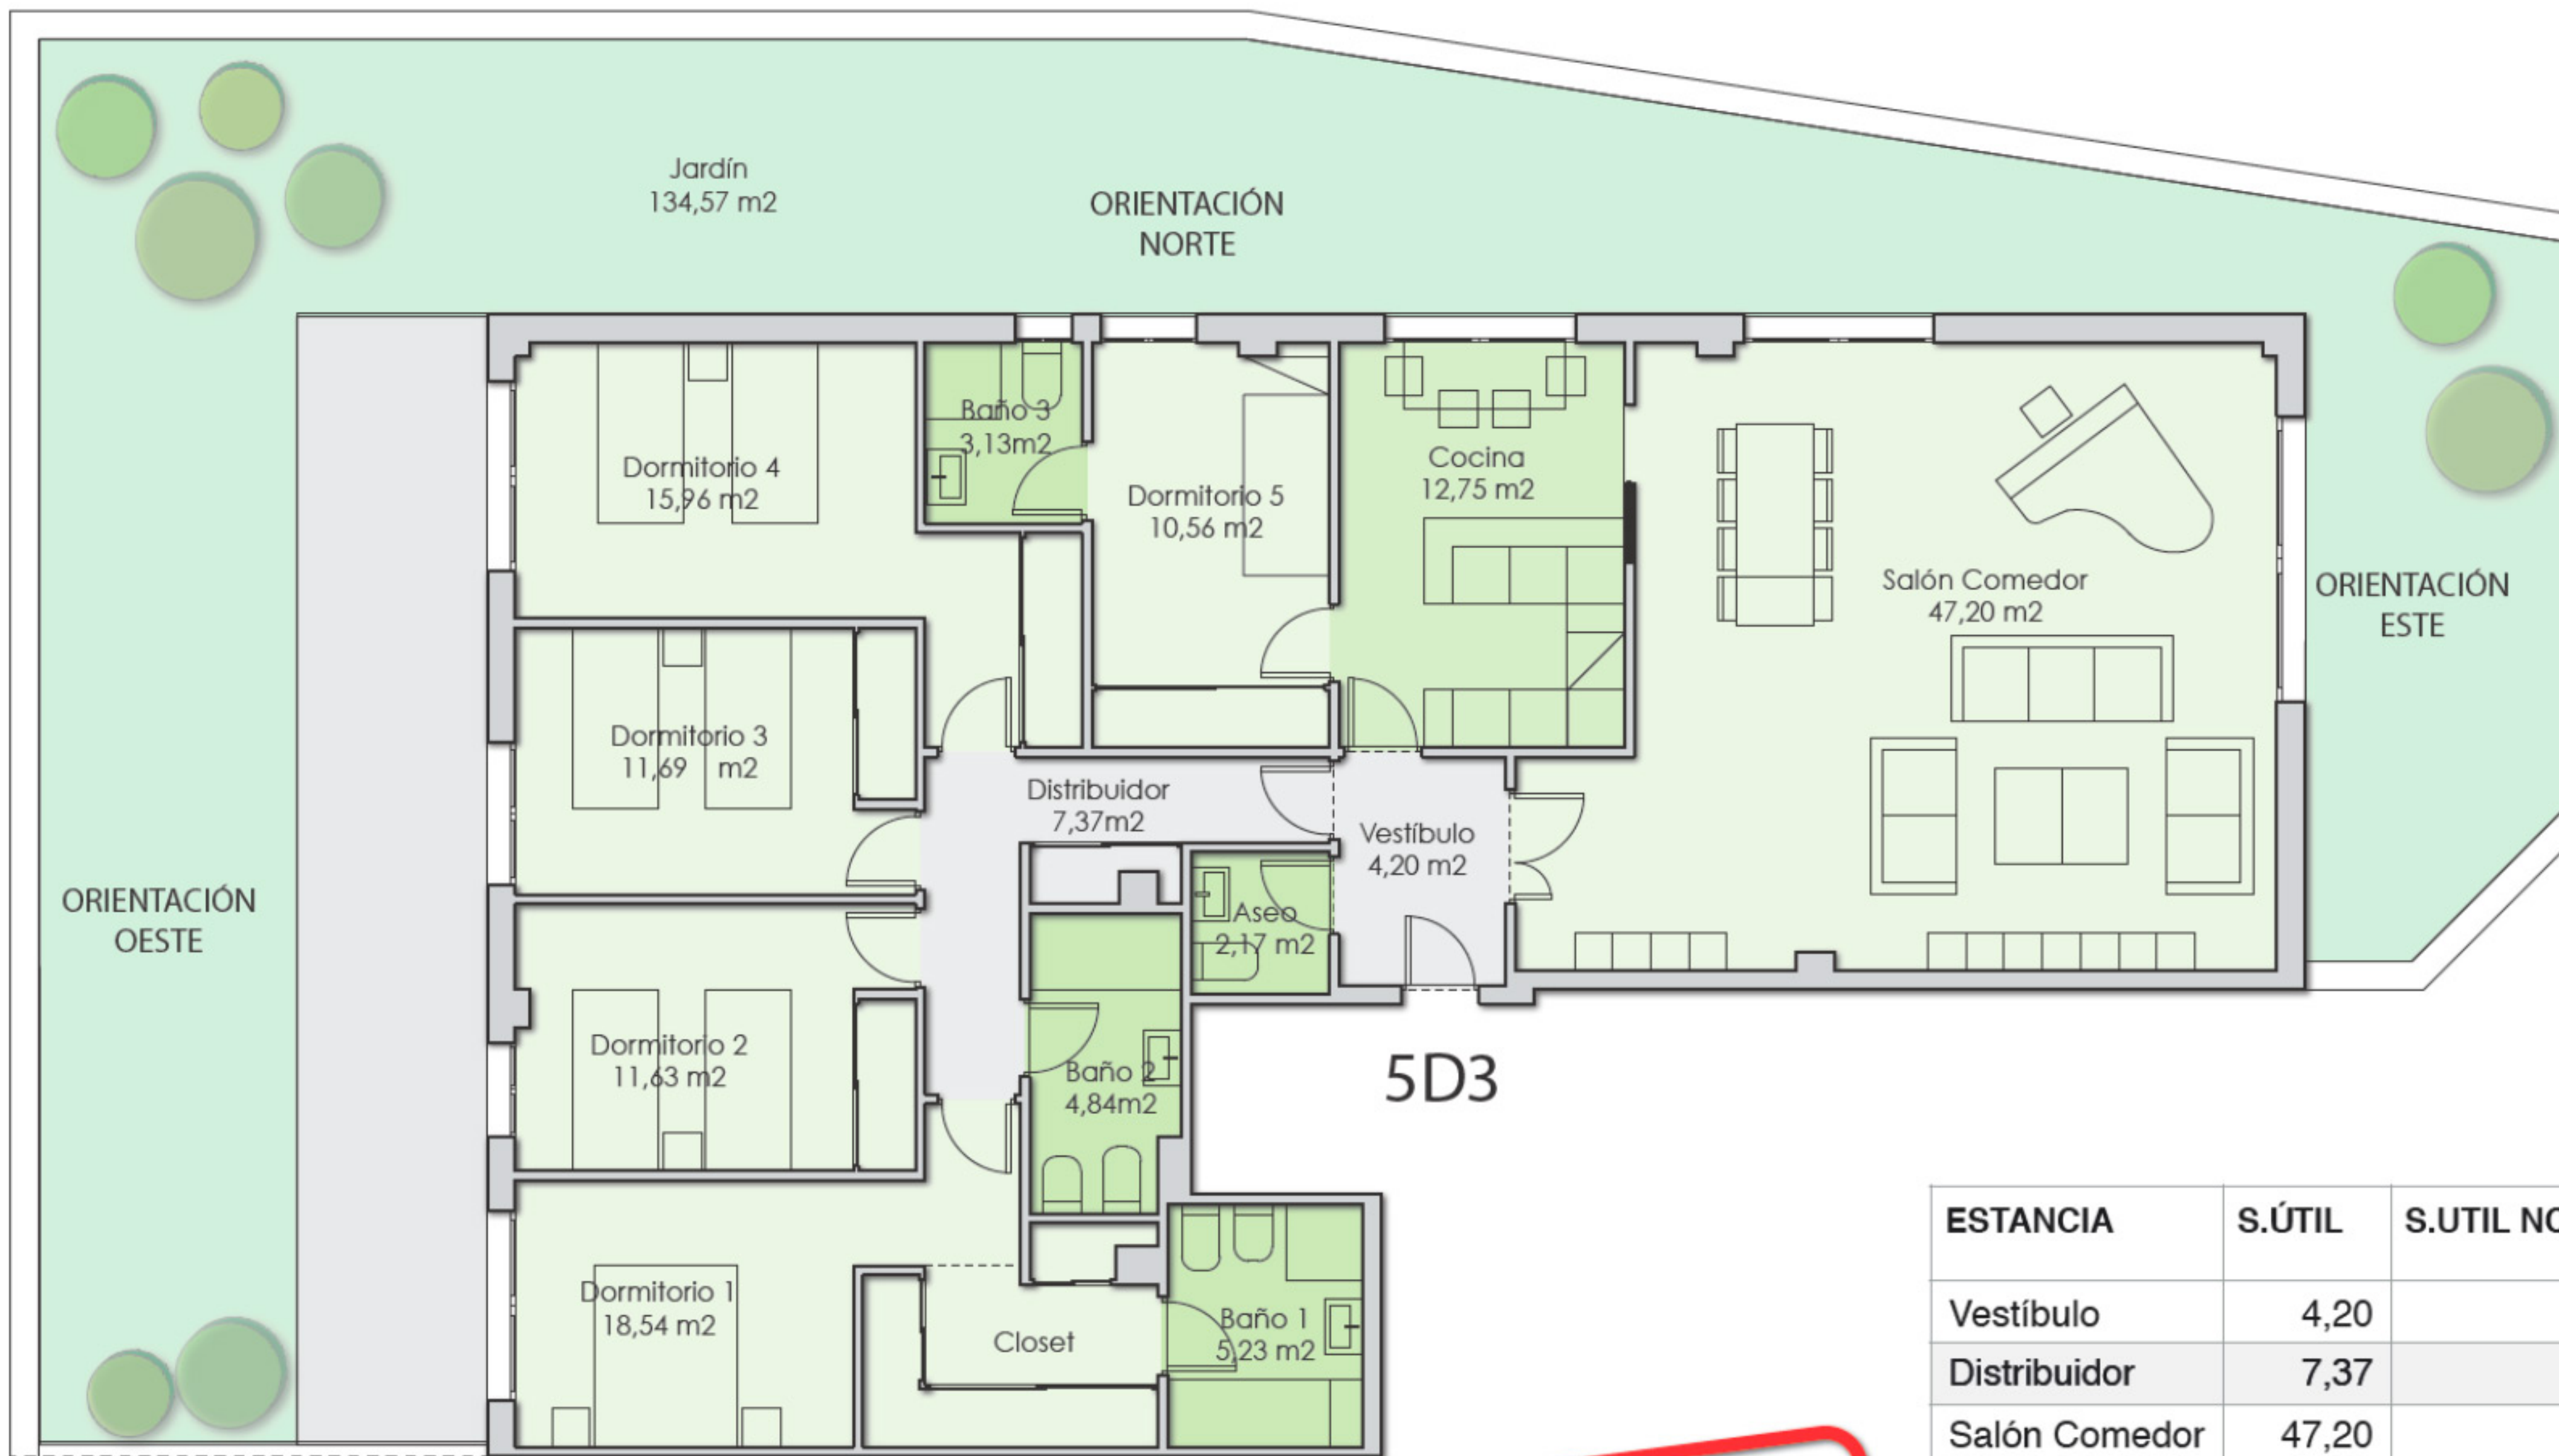 Jardín
134,57 m2
ORIENTACIÓN
NORTE
Baño 3
3,13m2
Dormitorio 4
15,96 m2
Dormitorio 5
10,56 m2
Cocina
12,75 m2
Salón Comedor
47,20 m2
ORIENTACIÓN
ESTE
Dormitorio 3
11,69 m2
Distribuidor
7,37m2
Vestíbulo
4,20 m2
ORIENTACIÓN
OESTE
Aseo
2,17 m2
Dormitorio 2
11,63 m2
Baño 2
4,84m2
5D3
Dormitorio 1
18,54 m2
Closet
Baño 1
5,23 m2
ESTANCIA S.ÚTIL S.UTIL NO
Vestíbulo 4,20
Distribuidor 7,37
Salón Comedor 47,20